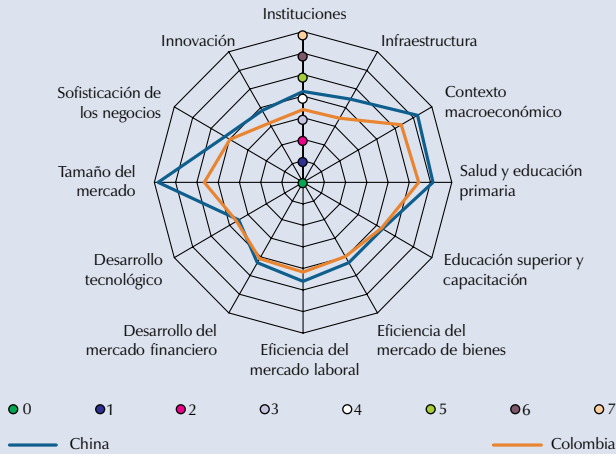 Instituciones
Innovación
Infraestructura
Sofisticación de
los negocios
Contexto
macroeconómico
Tamaño del
mercado
Salud y educación
primaria
Desarrollo
tecnológico
Educación superior y
capacitación
Desarrollo del
mercado financiero
Eficiencia del
mercado laboral
Eficiencia del
mercado de bienes
0 1 2 3 4 5 6 7
China Colombia